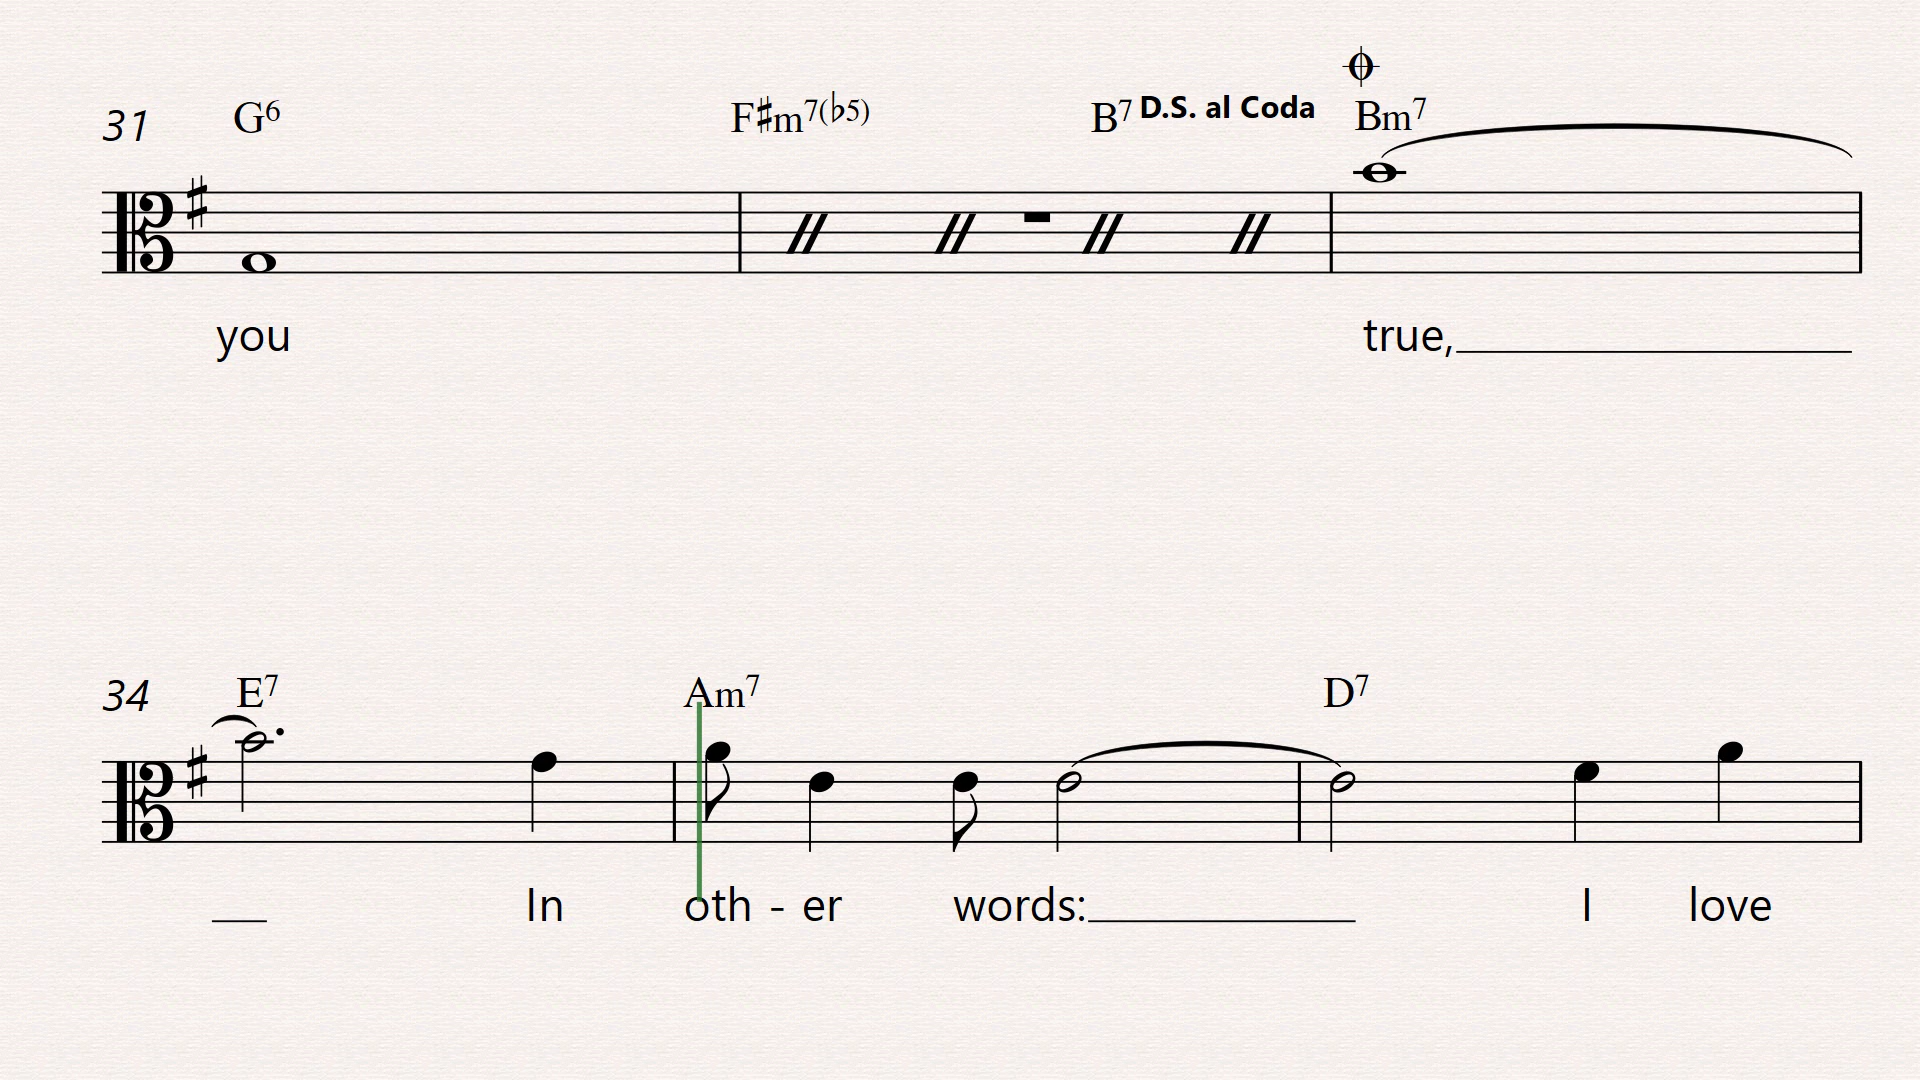 31 G6 F♯m7(♭5) B7 D.S. al Coda Bm7
you true,
34 E7 Am7 D7
In oth - er words: I love